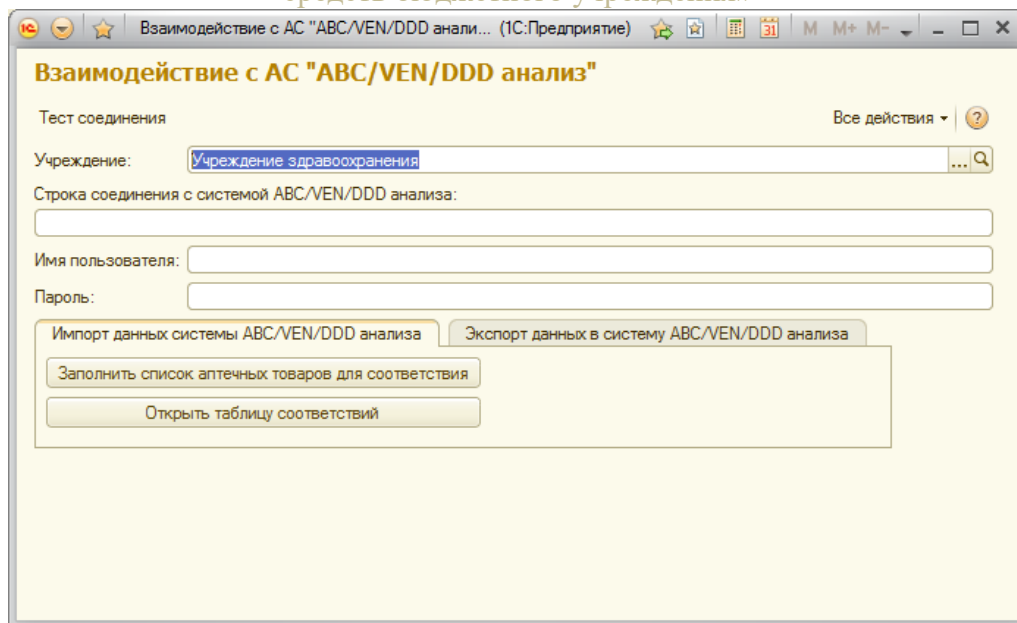 Взаимодействие с АС "ABC/VEN/DDD анали... (1С:Предприятие)
31
M M+ M-
Взаимодействие с АС "ABC/VEN/DDD анализ"
Тест соединения
Все действия
?
Учреждение:
Учреждение здравоохранения
...
Строка соединения с системой ABC/VEN/DDD анализа:
Имя пользователя:
Пароль:
Импорт данных системы ABC/VEN/DDD анализа
Экспорт данных в систему ABC/VEN/DDD анализа
Заполнить список аптечных товаров для соответствия
Открыть таблицу соответствий